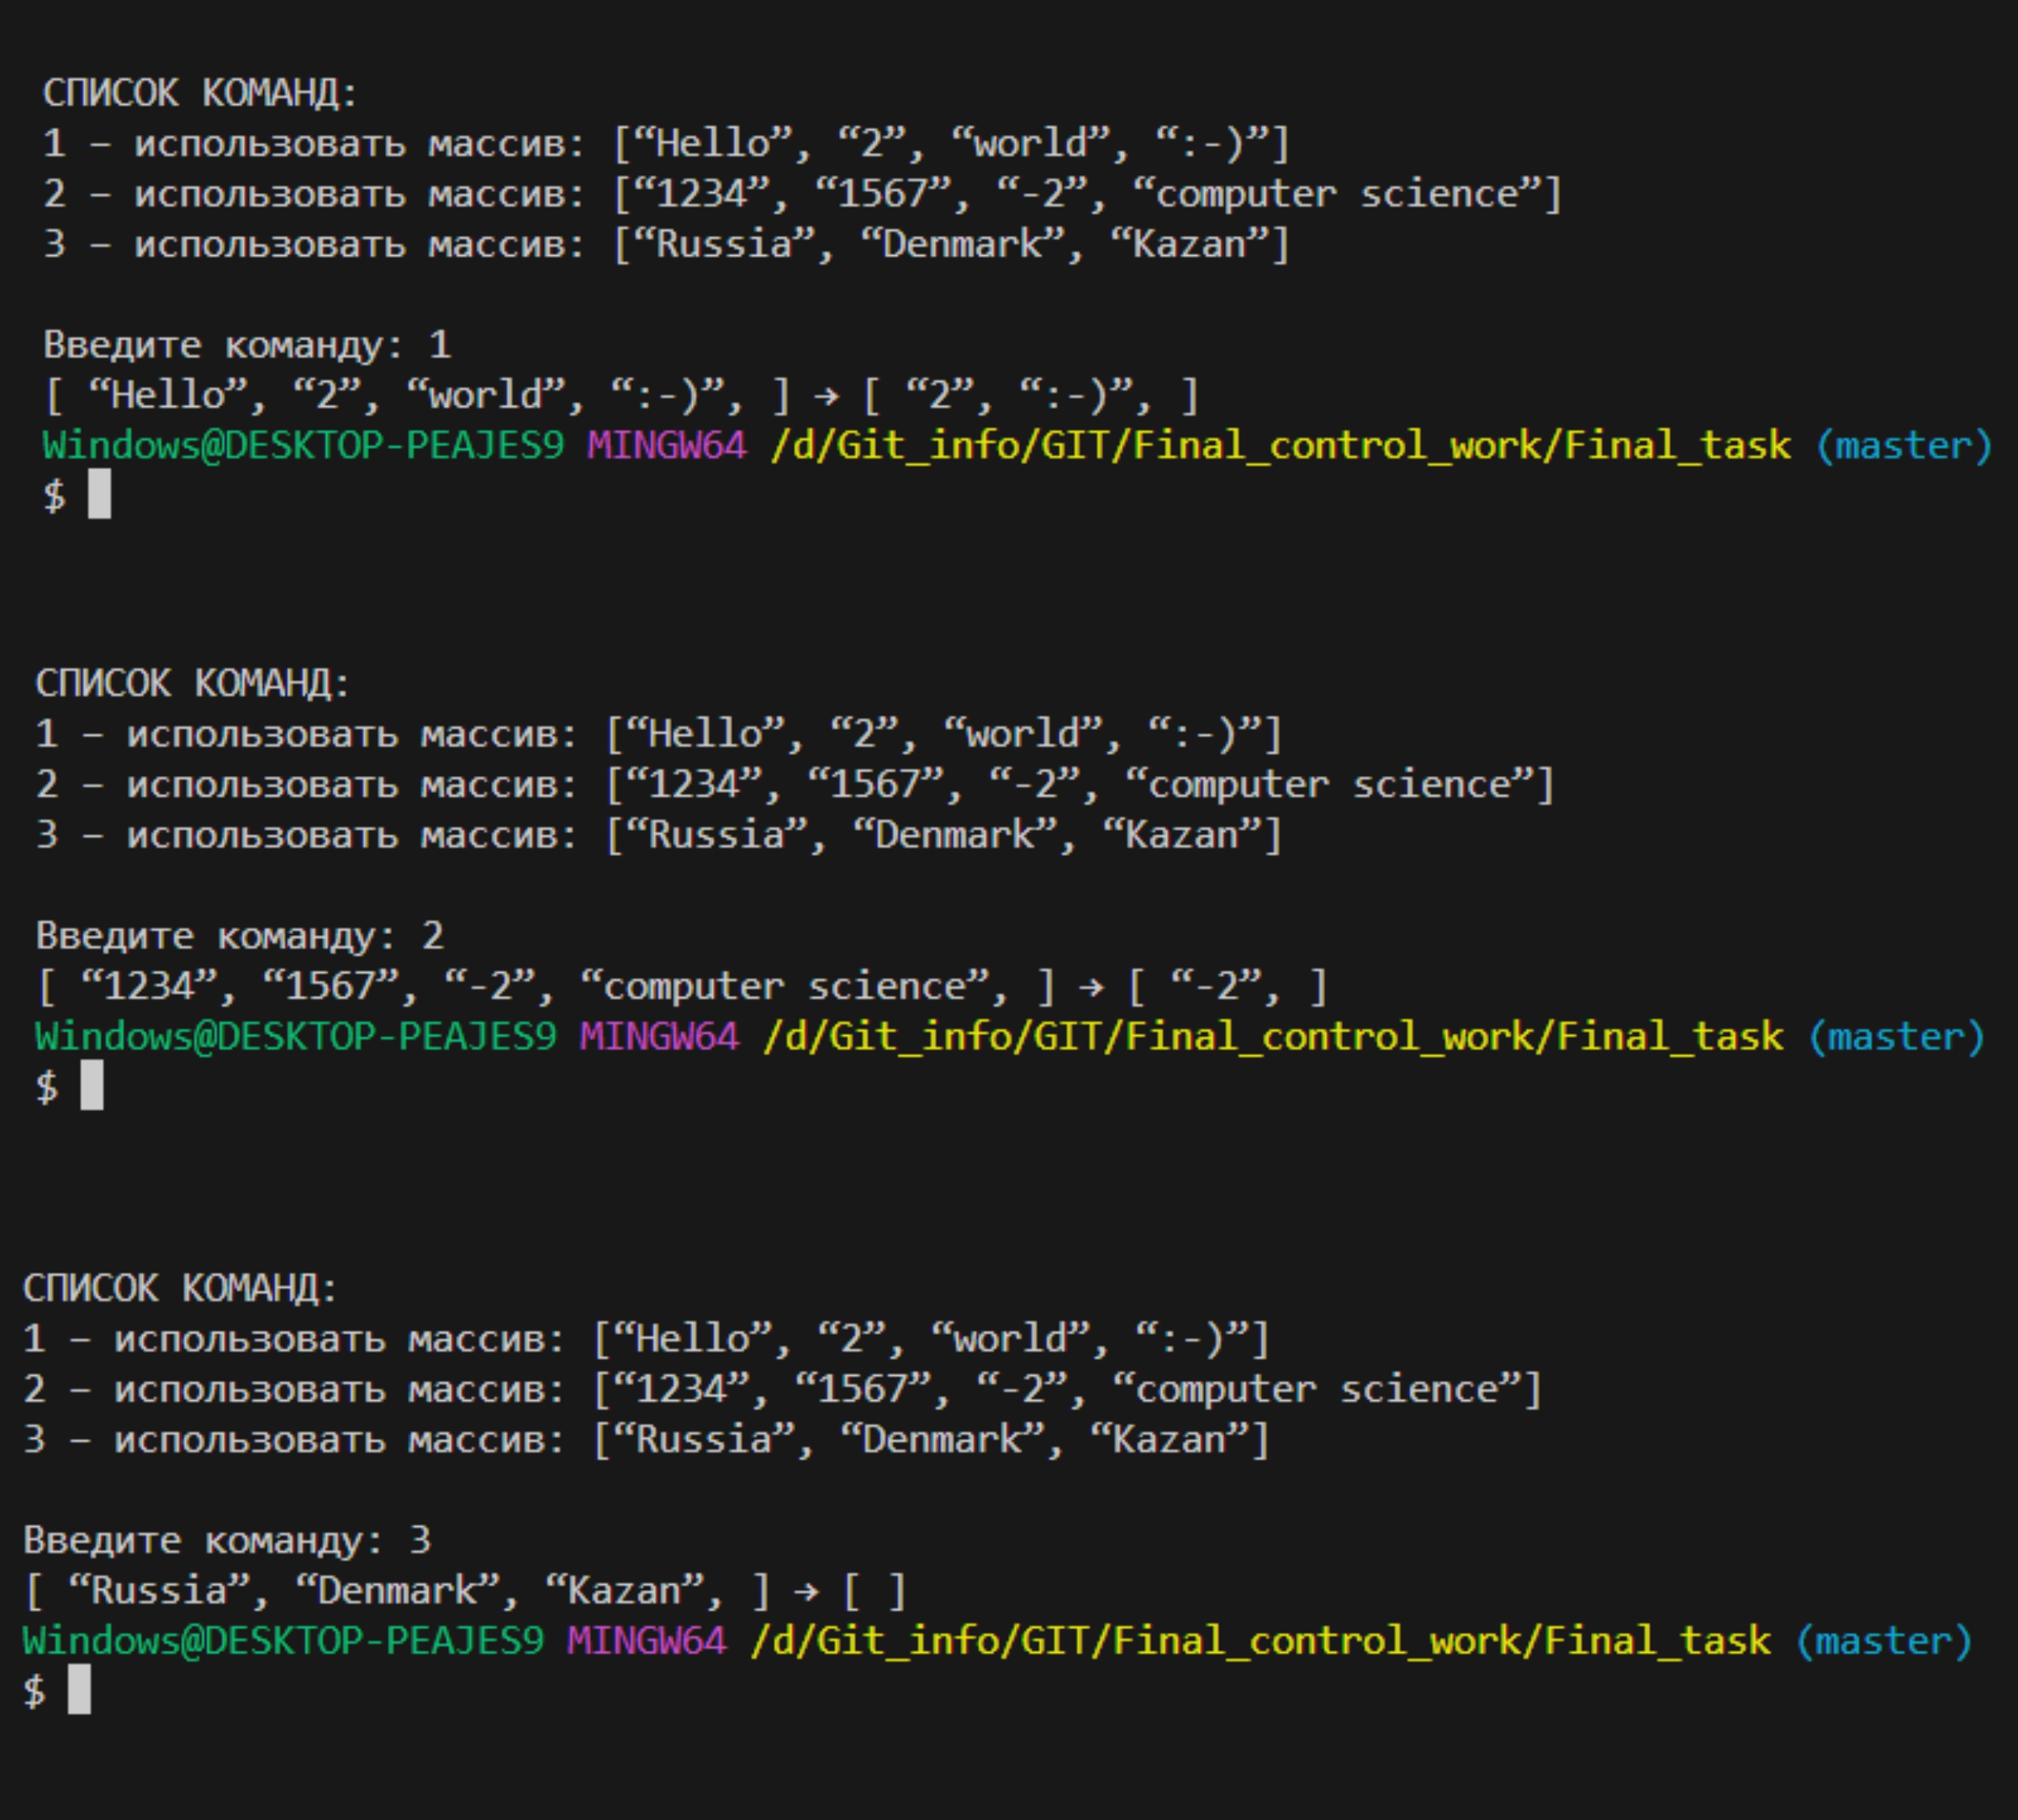 СПИСОК КОМАНД:
1 – использовать массив: [“Hello”, “2”, “world”, “:-)”]
2 – использовать массив: [“1234”, “1567”, “-2”, “computer science”]
3 – использовать массив: [“Russia”, “Denmark”, “Kazan”]
Введите команду: 1
[ “Hello”, “2”, “world”, “:-)”, ] → [ “2”, “:-)”, ]
Windows@DESKTOP-PEAJES9 MINGW64 /d/Git_info/GIT/Final_control_work/Final_task (master)
$
СПИСОК КОМАНД:
1 – использовать массив: [“Hello”, “2”, “world”, “:-)”]
2 – использовать массив: [“1234”, “1567”, “-2”, “computer science”]
3 – использовать массив: [“Russia”, “Denmark”, “Kazan”]
Введите команду: 2
[ “1234”, “1567”, “-2”, “computer science”, ] → [ “-2”, ]
Windows@DESKTOP-PEAJES9 MINGW64 /d/Git_info/GIT/Final_control_work/Final_task (master)
$
СПИСОК КОМАНД:
1 – использовать массив: [“Hello”, “2”, “world”, “:-)”]
2 – использовать массив: [“1234”, “1567”, “-2”, “computer science”]
3 – использовать массив: [“Russia”, “Denmark”, “Kazan”]
Введите команду: 3
[ “Russia”, “Denmark”, “Kazan”, ] → [ ]
Windows@DESKTOP-PEAJES9 MINGW64 /d/Git_info/GIT/Final_control_work/Final_task (master)
$